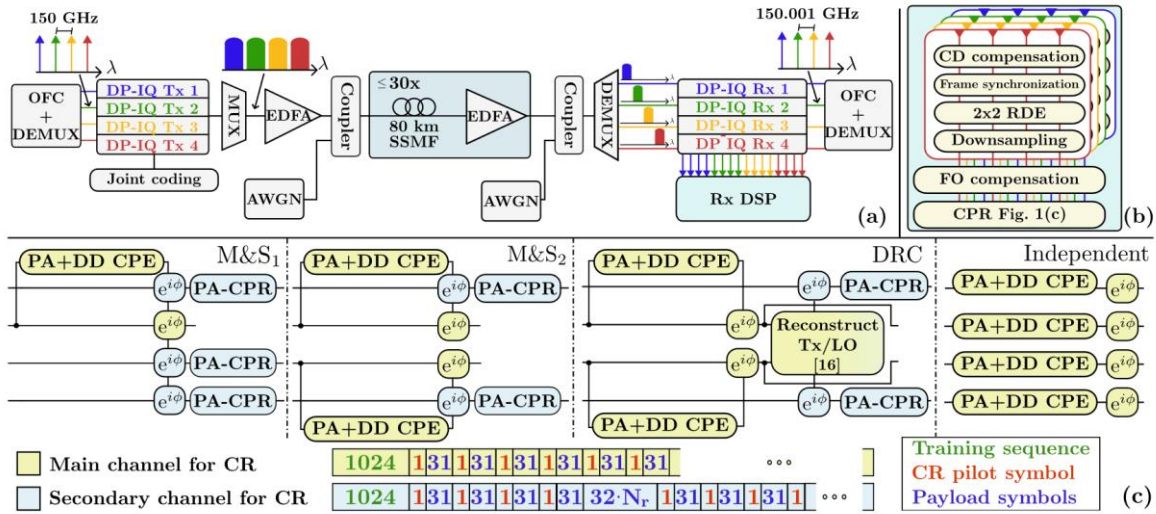 150 GHz
λ
OFC
+
DEMUX
DP-IQ Tx 1
DP-IQ Tx 2
DP-IQ Tx 3
DP-IQ Tx 4
Joint coding
MUX
λ
EDFA
AWGN
Coupler
≤30x
80 km
SSMF
EDFA
AWGN
Coupler
DEMUX
λ
λ
λ
λ
DP-IQ Rx 1
DP-IQ Rx 2
DP-IQ Rx 3
DP IQ Rx 4
Rx DSP
150.001 GHz
λ
OFC
+
DEMUX
(a)
CD compensation
Frame synchronization
2x2 RDE
Downsampling
FO compensation
CPR Fig. 1(c)
(b)
M&S1
PA+DD CPE
e^iϕ PA-CPR
e^iϕ
e^iϕ PA-CPR
e^iϕ PA-CPR
M&S2
PA+DD CPE
e^iϕ PA-CPR
e^iϕ
e^iϕ
e^iϕ PA-CPR
PA+DD CPE
DRC
PA+DD CPE
e^iϕ PA-CPR
e^iϕ
Reconstruct
Tx/LO
[16]
e^iϕ
e^iϕ PA-CPR
PA+DD CPE
Independent
PA+DD CPE e^iϕ
PA+DD CPE e^iϕ
PA+DD CPE e^iϕ
PA+DD CPE e^iϕ
Main channel for CR
1024 1 31 1 31 1 31 1 31 1 31 1 31 ∘∘∘
Secondary channel for CR
1024 1 31 1 31 1 31 1 31 32·Nr 1 31 1 31 1 31 1 ∘∘∘
Training sequence
CR pilot symbol
Payload symbols
(c)